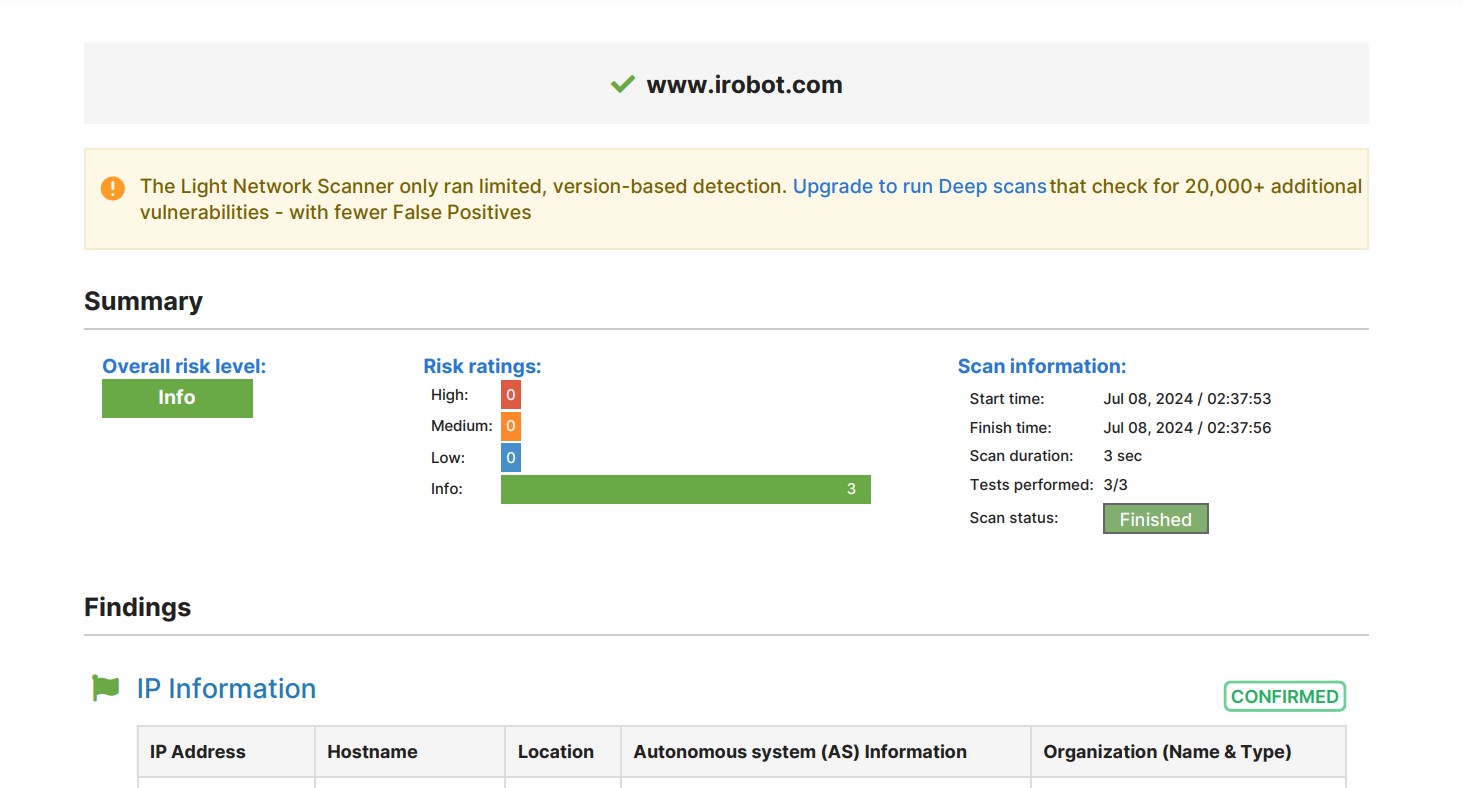 www.irobot.com
The Light Network Scanner only ran limited, version-based detection. Upgrade to run Deep scans that check for 20,000+ additional
vulnerabilities - with fewer False Positives
Summary
Overall risk level:
Info
Risk ratings:
High: 0
Medium: 0
Low: 0
Info: 3
Scan information:
Start time: Jul 08, 2024 / 02:37:53
Finish time: Jul 08, 2024 / 02:37:56
Scan duration: 3 sec
Tests performed: 3/3
Scan status: Finished
Findings
IP Information
CONFIRMED
IP Address Hostname Location Autonomous system (AS) Information Organization (Name & Type)